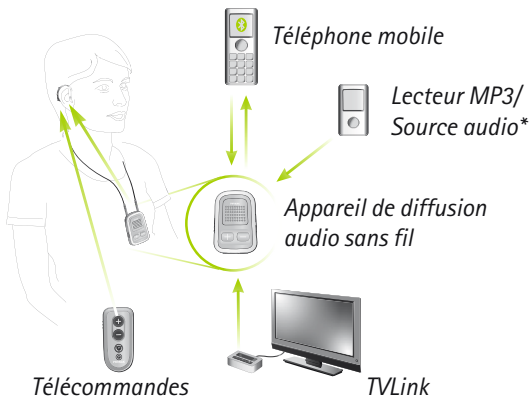 Téléphone mobile
Lecteur MP3/
Source audio*
Appareil de diffusion
audio sans fil
Télécommandes
TVLink